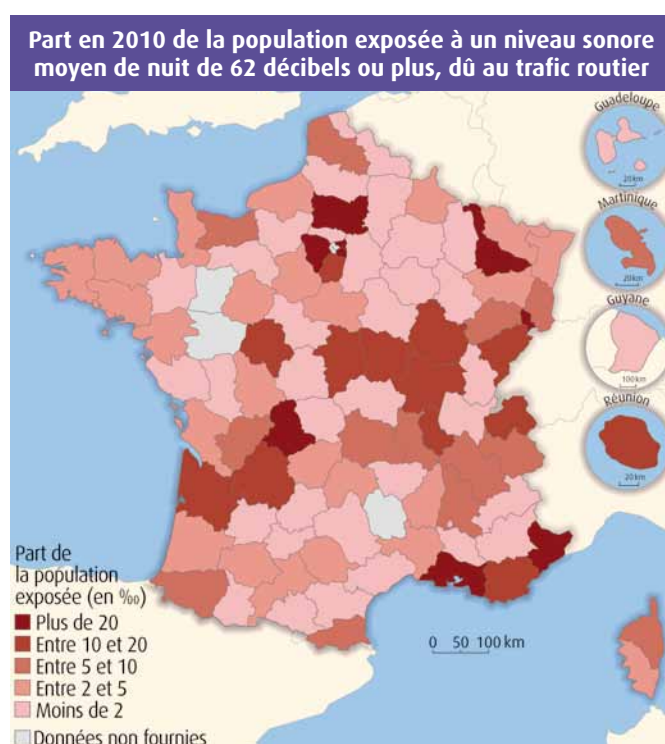 Part en 2010 de la population exposée à un niveau sonore
moyen de nuit de 62 décibels ou plus, dû au trafic routier
Guadeloupe
20 km
Martinique
20 km
Guyane
100 km
Réunion
20 km
Part de
la population
exposée (en ‰)
Plus de 20
Entre 10 et 20
Entre 5 et 10
Entre 2 et 5
Moins de 2
Données non fournies
0 50 100 km